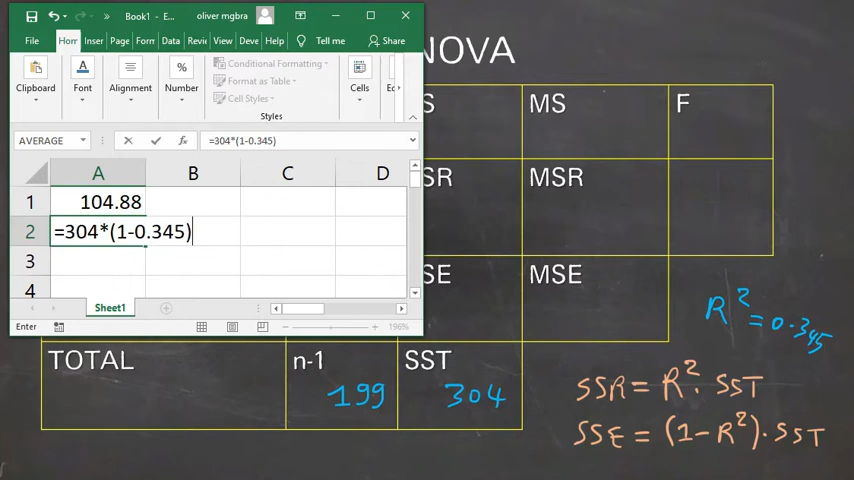 Book1 - E...
oliver mgbra
File
Hom
Inser
Page
Form
Data
Revie
View
Deve
Help
Tell me
Share
Clipboard
Font
Alignment
%
Number
Conditional Formatting
Format as Table
Cell Styles
Styles
Cells
AVERAGE
fx
=304*(1-0.345)
A
B
C
D
1
104.88
2
=304*(1-0.345)
3
4
Sheet1
Enter
196%
NOVA
S
MS
F
SR
MSR
SE
MSE
TOTAL
n-1
SST
199
304
R² = 0.345
SSR = R². SST
SSE = (1-R²).SST